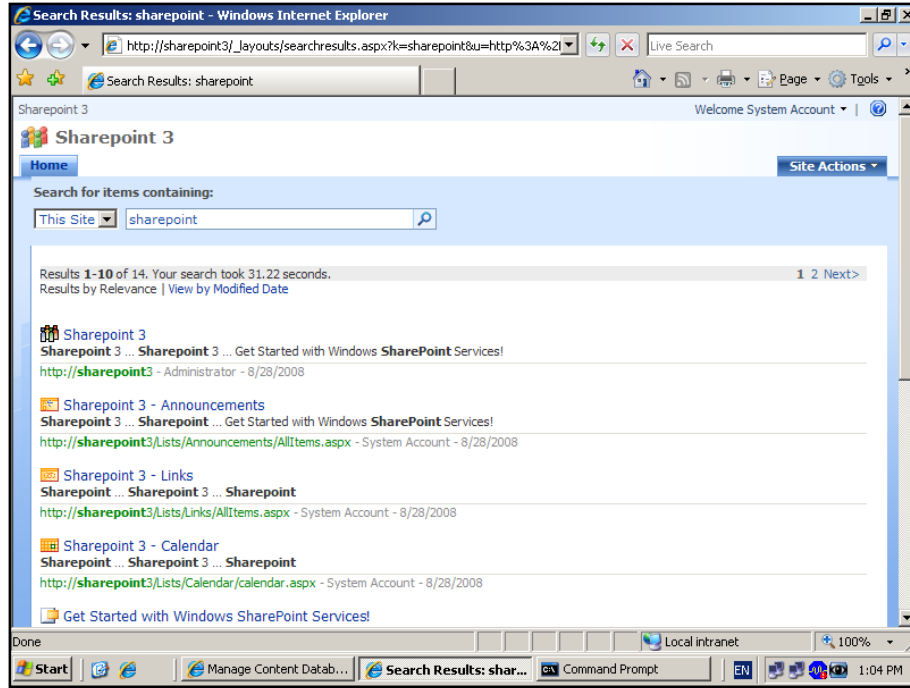 Search Results: sharepoint - Windows Internet Explorer
http://sharepoint3/_layouts/searchresults.aspx?k=sharepoint&u=http%3A%2
Live Search
Search Results: sharepoint
Page
Tools
Sharepoint 3
Welcome System Account
Sharepoint 3
Home
Site Actions
Search for items containing:
This Site
sharepoint
Results 1-10 of 14. Your search took 31.22 seconds.
1 2 Next>
Results by Relevance | View by Modified Date
Sharepoint 3
Sharepoint 3 ... Sharepoint 3 ... Get Started with Windows SharePoint Services!
http://sharepoint3 - Administrator - 8/28/2008
Sharepoint 3 - Announcements
Sharepoint 3 ... Sharepoint ... Get Started with Windows SharePoint Services!
http://sharepoint3/Lists/Announcements/AllItems.aspx - System Account - 8/28/2008
Sharepoint 3 - Links
Sharepoint ... Sharepoint 3 ... Sharepoint
http://sharepoint3/Lists/Links/AllItems.aspx - System Account - 8/28/2008
Sharepoint 3 - Calendar
Sharepoint ... Sharepoint 3 ... Sharepoint
http://sharepoint3/Lists/Calendar/calendar.aspx - System Account - 8/28/2008
Get Started with Windows SharePoint Services!
Done
Local intranet
100%
Start
Manage Content Datab...
Search Results: shar...
Command Prompt
EN
1:04 PM